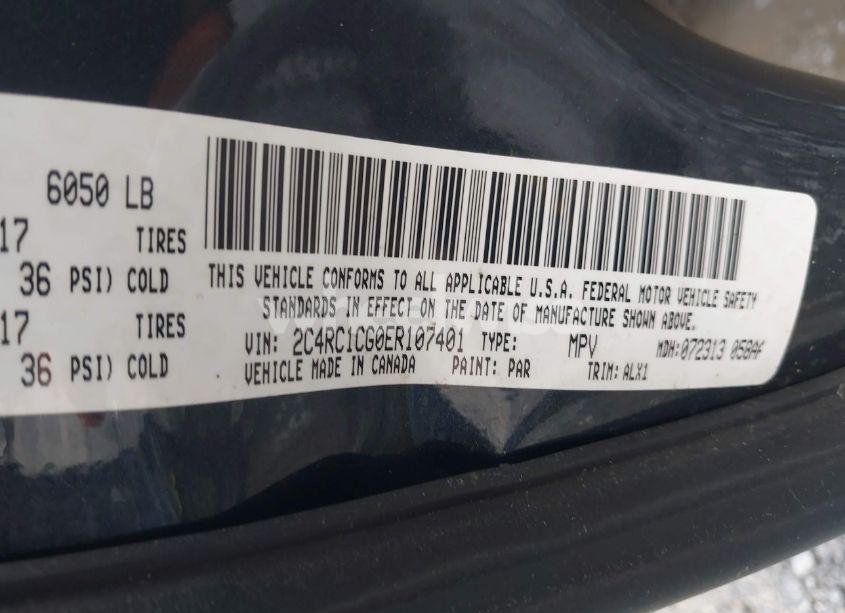 6050 LB
17 TIRES
36 PSI) COLD
17 TIRES
36 PSI) COLD
THIS VEHICLE CONFORMS TO ALL APPLICABLE U.S.A. FEDERAL MOTOR VEHICLE SAFETY
STANDARDS IN EFFECT ON THE DATE OF MANUFACTURE SHOWN ABOVE.
VIN: 2C4RC1CG0ER107401 TYPE: MPV MDH:072313 058AF
VEHICLE MADE IN CANADA PAINT: PAR TRIM: ALX1